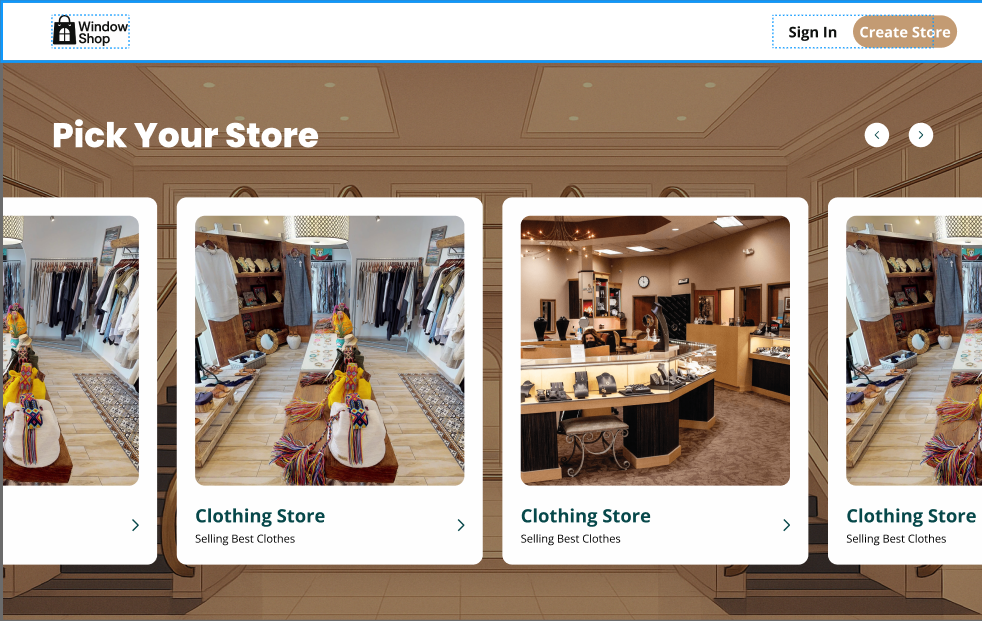 Window
Shop
Sign In
Create Store
Pick Your Store
Clothing Store
Selling Best Clothes
Clothing Store
Selling Best Clothes
Clothing Store
Selling Best Clothes